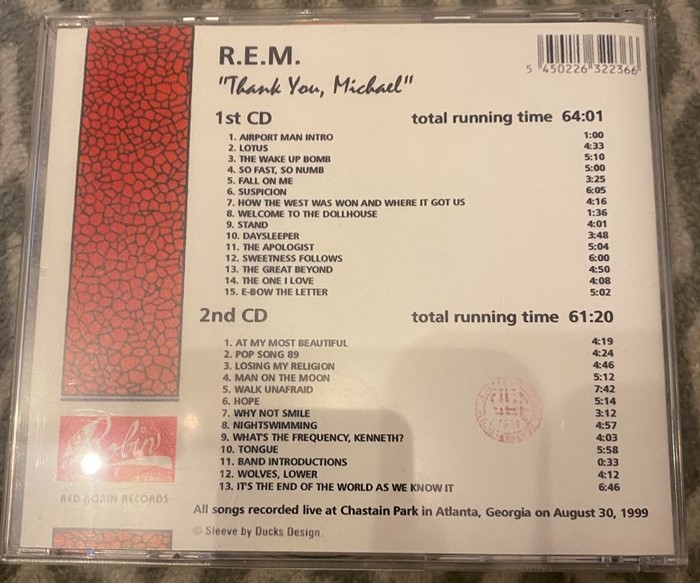 R.E.M.
5 450226 322366
"Thank You, Michael"
1st CD total running time 64:01
1. AIRPORT MAN INTRO 1:00
2. LOTUS 4:33
3. THE WAKE UP BOMB 5:10
4. SO FAST, SO NUMB 5:00
5. FALL ON ME 3:25
6. SUSPICION 6:05
7. HOW THE WEST WAS WON AND WHERE IT GOT US 4:16
8. WELCOME TO THE DOLLHOUSE 1:36
9. STAND 4:01
10. DAYSLEEPER 3:48
11. THE APOLOGIST 5:04
12. SWEETNESS FOLLOWS 6:00
13. THE GREAT BEYOND 4:50
14. THE ONE I LOVE 4:08
15. E-BOW THE LETTER 5:02
2nd CD total running time 61:20
1. AT MY MOST BEAUTIFUL 4:19
2. POP SONG 89 4:24
3. LOSING MY RELIGION 4:46
4. MAN ON THE MOON 5:12
5. WALK UNAFRAID 7:42
6. HOPE 5:14
7. WHY NOT SMILE 3:12
8. NIGHTSWIMMING 4:57
9. WHAT'S THE FREQUENCY, KENNETH? 4:03
10. TONGUE 5:58
11. BAND INTRODUCTIONS 0:33
12. WOLVES, LOWER 4:12
13. IT'S THE END OF THE WORLD AS WE KNOW IT 6:46
Robin
RED ROBIN RECORDS
All songs recorded live at Chastain Park in Atlanta, Georgia on August 30, 1999
© Sleeve by Ducks Design.